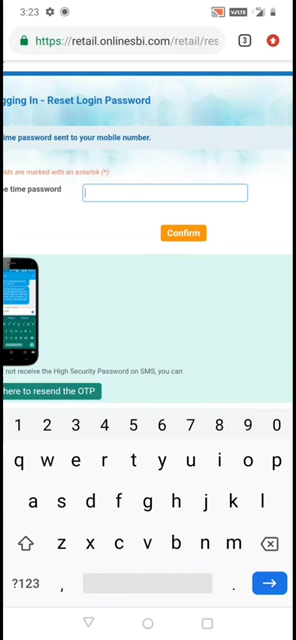 3:23
VoLTE
https://retail.onlinesbi.com/retail/res
3
gging In - Reset Login Password
ime password sent to your mobile number.
elds are marked with an asterisk (*)
e time password
Confirm
not receive the High Security Password on SMS, you can
here to resend the OTP
1 2 3 4 5 6 7 8 9 0
q w e r t y u i o p
a s d f g h j k l
z x c v b n m
?123 , .